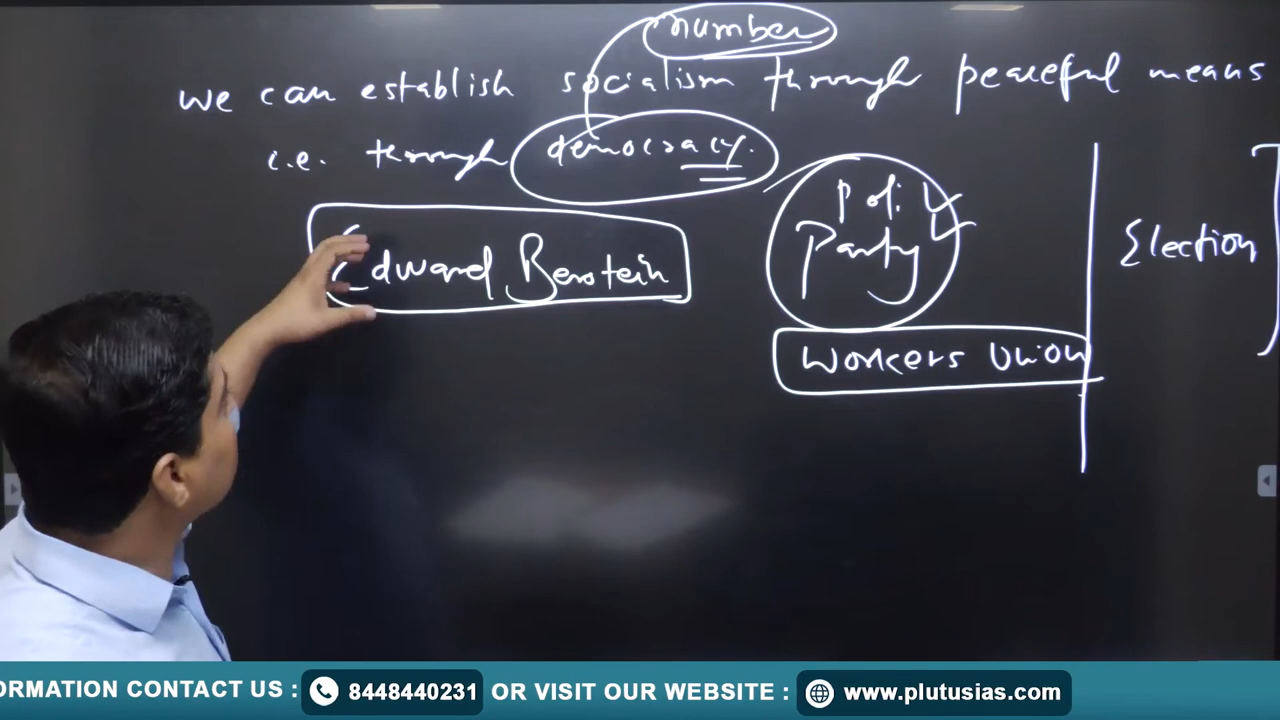 number
we can establish socialism through peaceful means
i.e. through democracy.
Edward Berstein
Poli
Party
Workers Union
Election
ORMATION CONTACT US : 8448440231 OR VISIT OUR WEBSITE : www.plutusias.com